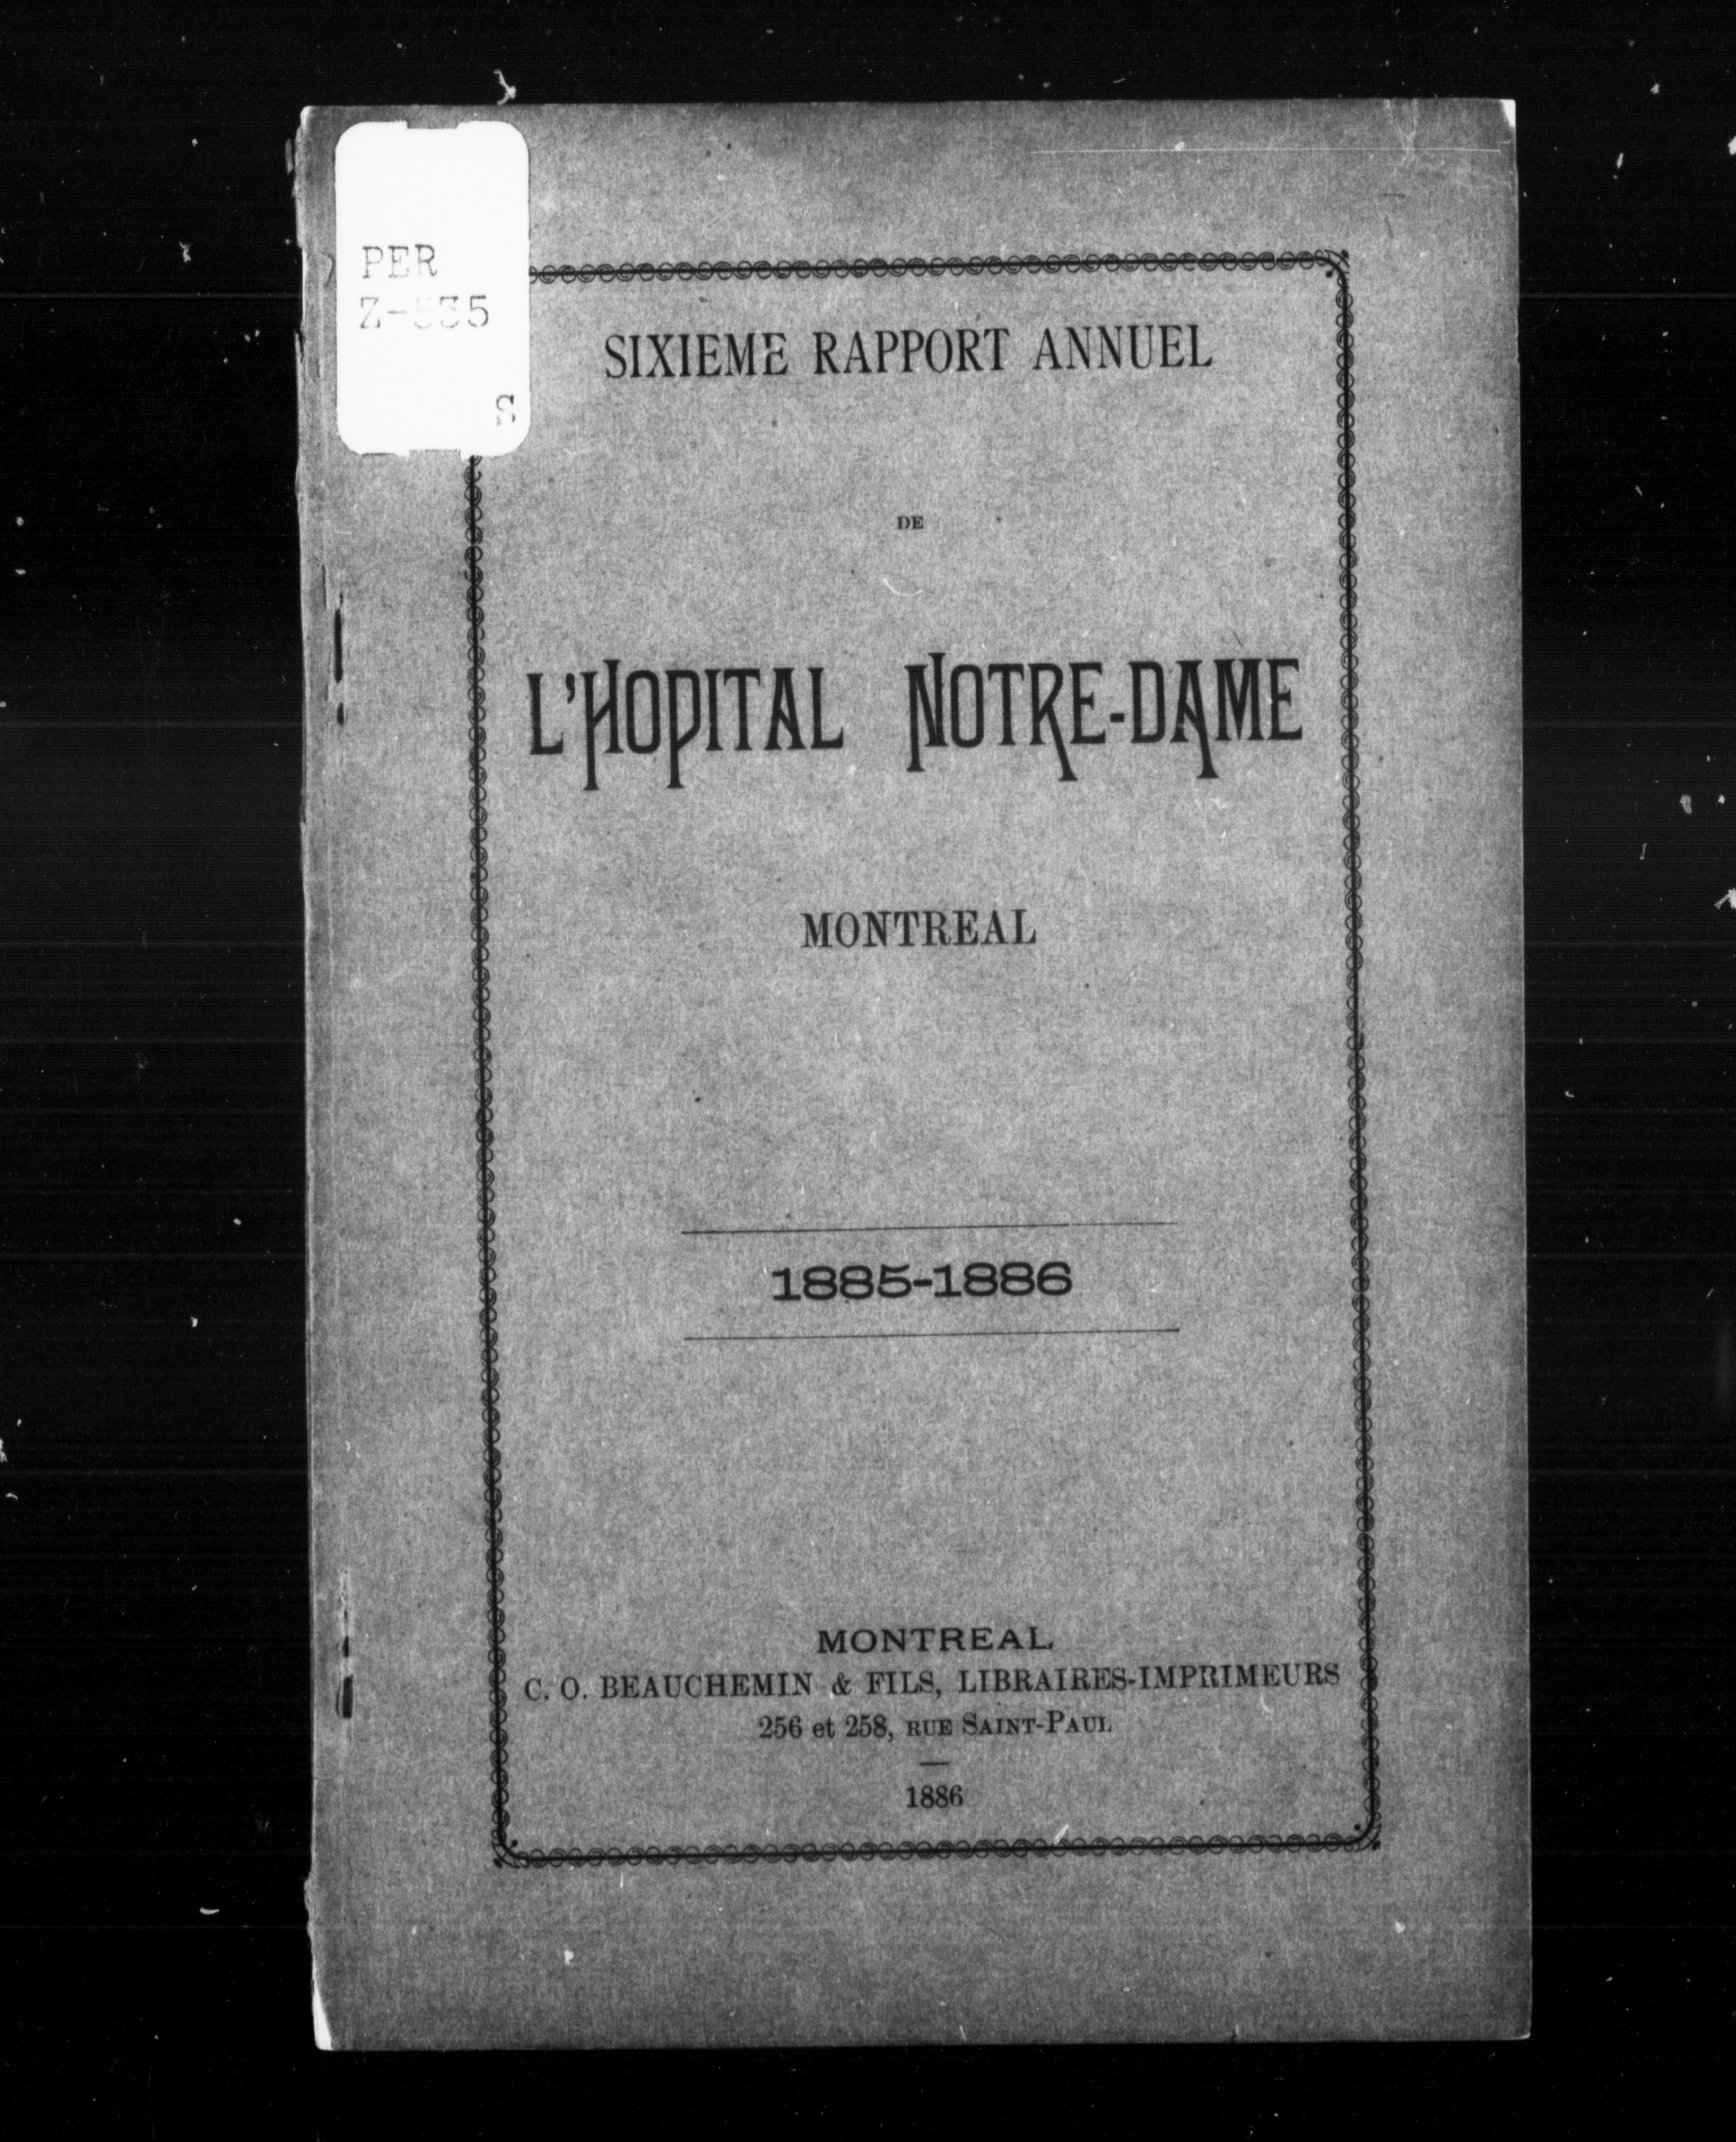 PER
S
SIXIEME RAPPORT ANNUEL
DE
L'HOPITAL NOTRE-DAME
MONTREAL
1885-1886
MONTREAL
C. O. BEAUCHEMIN & FILS, LIBRAIRES-IMPRIMEURS
256 et 258, RUE SAINT-PAUL
1886